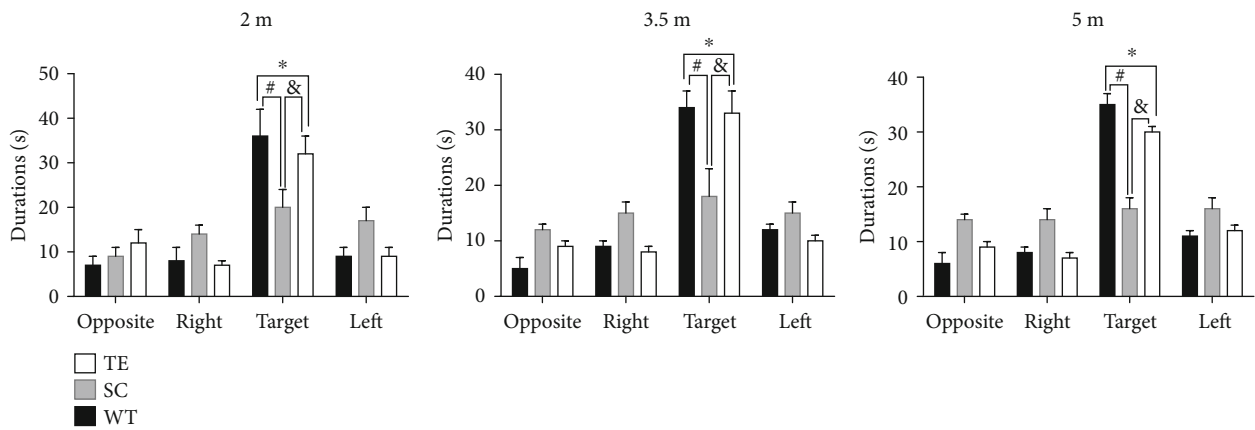 2 m
*
# &
50
40
30
20
10
0
Durations (s)
Opposite Right Target Left
3.5 m
*
# &
40
30
20
10
0
Durations (s)
Opposite Right Target Left
5 m
*
#
&
40
30
20
10
0
Durations (s)
Opposite Right Target Left
TE
SC
WT